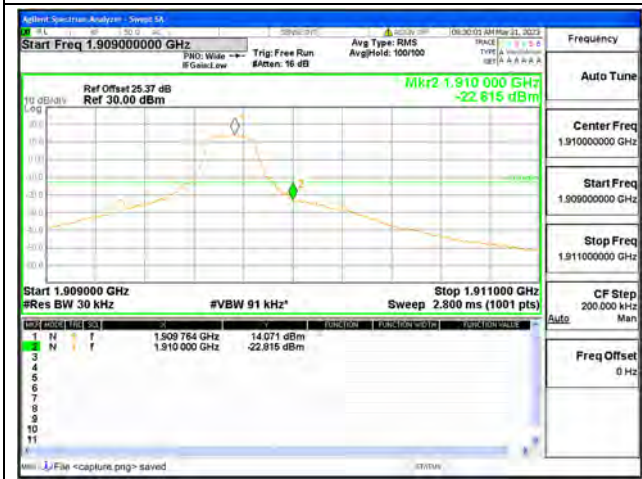 Agilent Spectrum Analyzer - Swept SA
08:30:01 AM May 31, 2023
Start Freq 1.909000000 GHz
PNO: Wide
IFGain:Low
Trig: Free Run
#Atten: 16 dB
Avg Type: RMS
Avg|Hold: 100/100
TRACE
TYPE
DET A A A A A A
Frequency
Auto Tune
Ref Offset 25.37 dB
Ref 30.00 dBm
10 dB/div
Log
Mkr2 1.910 000 GHz
-22.815 dBm
Center Freq
1.910000000 GHz
Start Freq
1.909000000 GHz
Stop Freq
1.911000000 GHz
CF Step
200.000 kHz
Auto Man
Freq Offset
0 Hz
Start 1.909000 GHz
Stop 1.911000 GHz
#Res BW 30 kHz
#VBW 91 kHz*
Sweep 2.800 ms (1001 pts)
MKR MODE TRC SCL X Y FUNCTION FUNCTION WIDTH FUNCTION VALUE
1 N 1 f 1.909 764 GHz 14.071 dBm
2 N 1 f 1.910 000 GHz -22.815 dBm
3
4
5
6
7
8
9
10
11
MSG File <capture.png> saved
STATUS